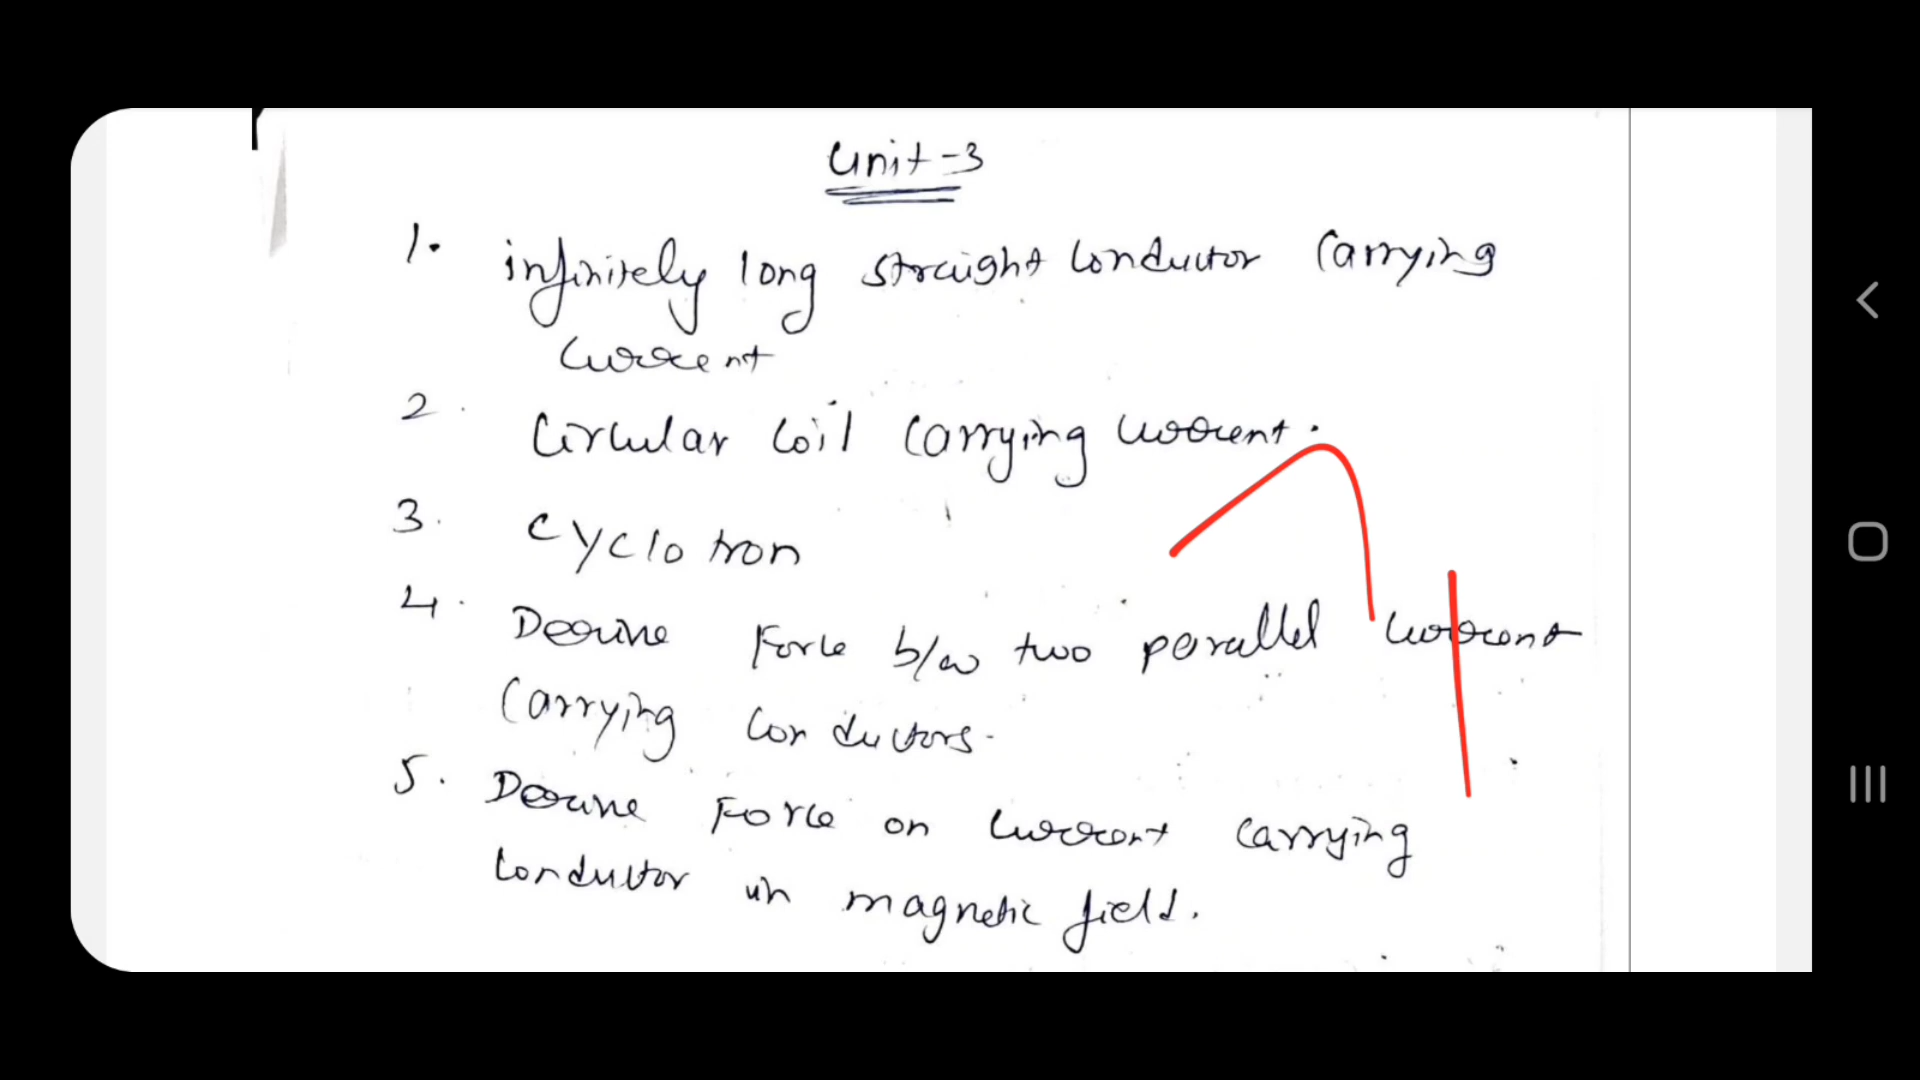 Unit-3
1. infinitely long straight conductor carrying
current
2. Circular coil carrying current.
3. Cyclotron
4. Derive Force b/w two parallel current
carrying conductors.
5. Derive Force on current carrying
conductor in magnetic field.